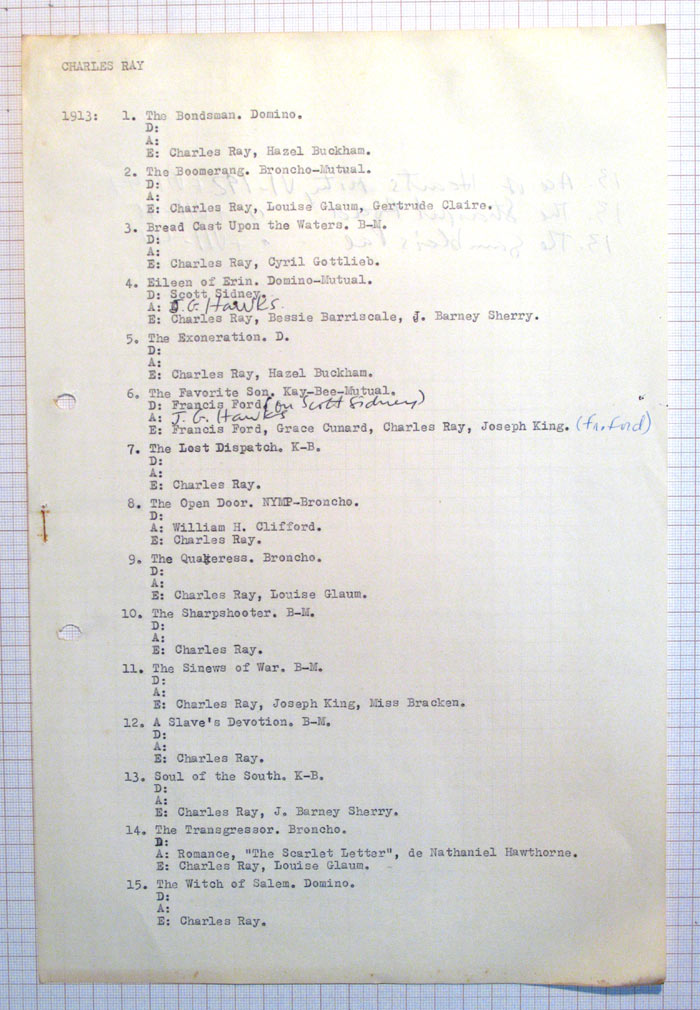 CHARLES RAY
1913: 1. The Bondsman. Domino.
D:
A:
E: Charles Ray, Hazel Buckham.
2. The Boomerang. Broncho-Mutual.
D:
A:
E: Charles Ray, Louise Glaum, Gertrude Claire.
3. Bread Cast Upon the Waters. B-M.
D:
A:
E: Charles Ray, Cyril Gottlieb.
4. Eileen of Erin. Domino-Mutual.
D: Scott Sidney.
A: J.G. Hawks.
E: Charles Ray, Bessie Barriscale, J. Barney Sherry.
5. The Exoneration. D.
D:
A:
E: Charles Ray, Hazel Buckham.
6. The Favorite Son. Kay-Bee-Mutual.
D: Francis Ford (ou Scott Sidney)
A: J. G. Hawks
E: Francis Ford, Grace Cunard, Charles Ray, Joseph King. (Fr. Ford)
7. The Lost Dispatch. K-B.
D:
A:
E: Charles Ray.
8. The Open Door. NYMP-Broncho.
D:
A: William H. Clifford.
E: Charles Ray.
9. The Quakeress. Broncho.
D:
A:
E: Charles Ray, Louise Glaum.
10. The Sharpshooter. B-M.
D:
A:
E: Charles Ray.
11. The Sinews of War. B-M.
D:
A:
E: Charles Ray, Joseph King, Miss Bracken.
12. A Slave's Devotion. B-M.
D:
A:
E: Charles Ray.
13. Soul of the South. K-B.
D:
A:
E: Charles Ray, J. Barney Sherry.
14. The Transgressor. Broncho.
D:
A: Romance, "The Scarlet Letter", de Nathaniel Hawthorne.
E: Charles Ray, Louise Glaum.
15. The Witch of Salem. Domino.
D:
A:
E: Charles Ray.